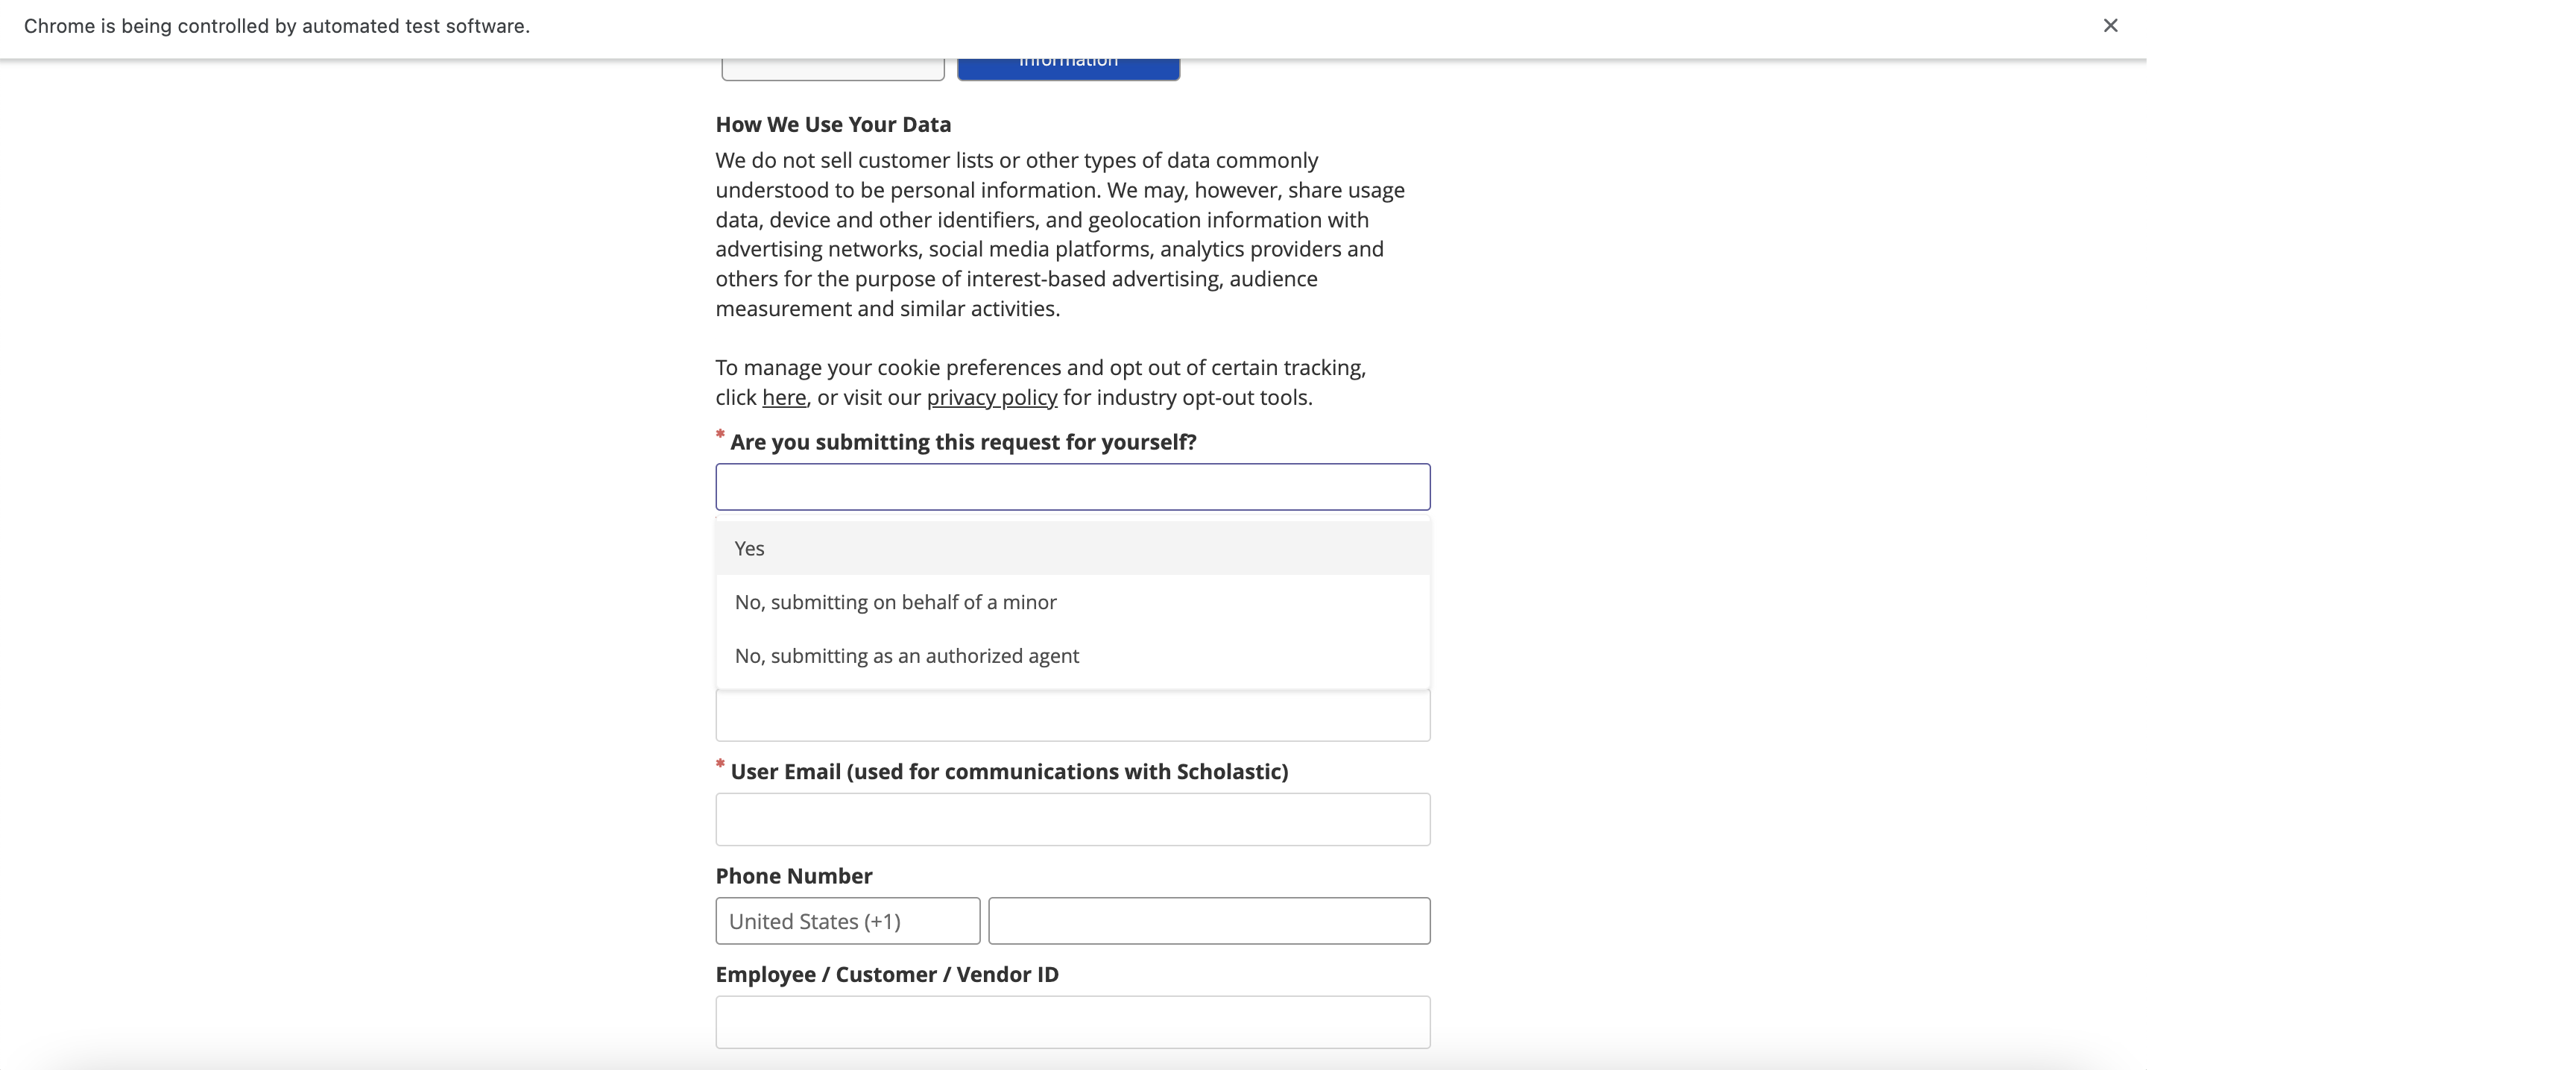 Chrome is being controlled by automated test software.
Information
How We Use Your Data
We do not sell customer lists or other types of data commonly
understood to be personal information. We may, however, share usage
data, device and other identifiers, and geolocation information with
advertising networks, social media platforms, analytics providers and
others for the purpose of interest-based advertising, audience
measurement and similar activities.
To manage your cookie preferences and opt out of certain tracking,
click here, or visit our privacy policy for industry opt-out tools.
* Are you submitting this request for yourself?
Yes
No, submitting on behalf of a minor
No, submitting as an authorized agent
* User Email (used for communications with Scholastic)
Phone Number
United States (+1)
Employee / Customer / Vendor ID